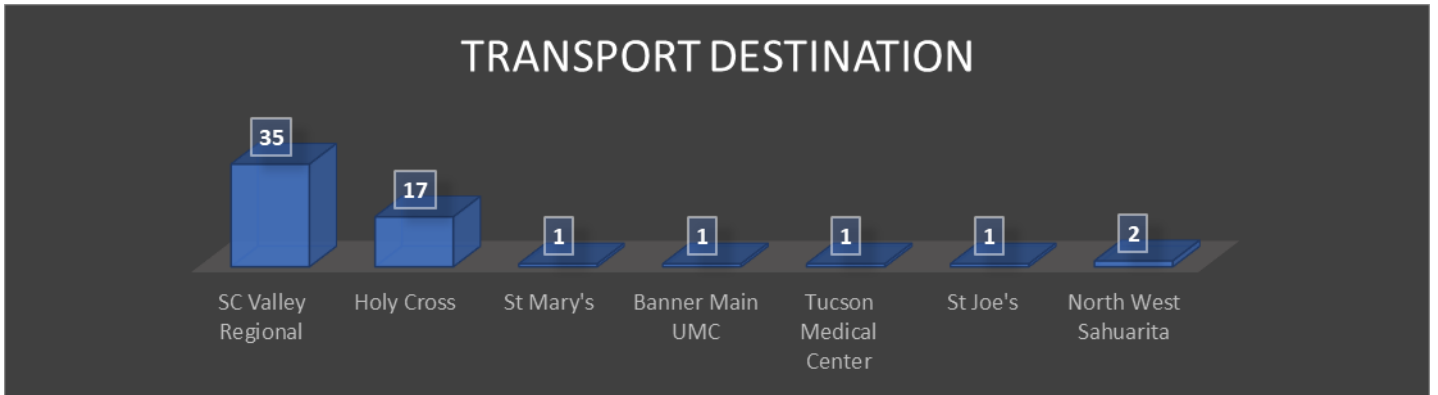 TRANSPORT DESTINATION
35
17
1
1
1
1
2
SC Valley
Regional
Holy Cross
St Mary's
Banner Main
UMC
Tucson
Medical
Center
St Joe's
North West
Sahuarita